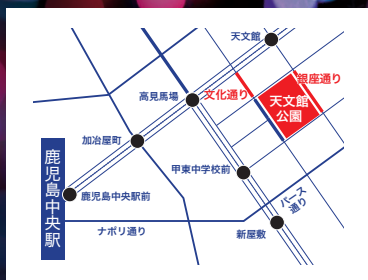 天文館
銀座通り
文化通り
天文館
公園
高見馬場
加治屋町
甲東中学校前
鹿児島中央駅
鹿児島中央駅前
パース
通り
ナポリ通り
新屋敷